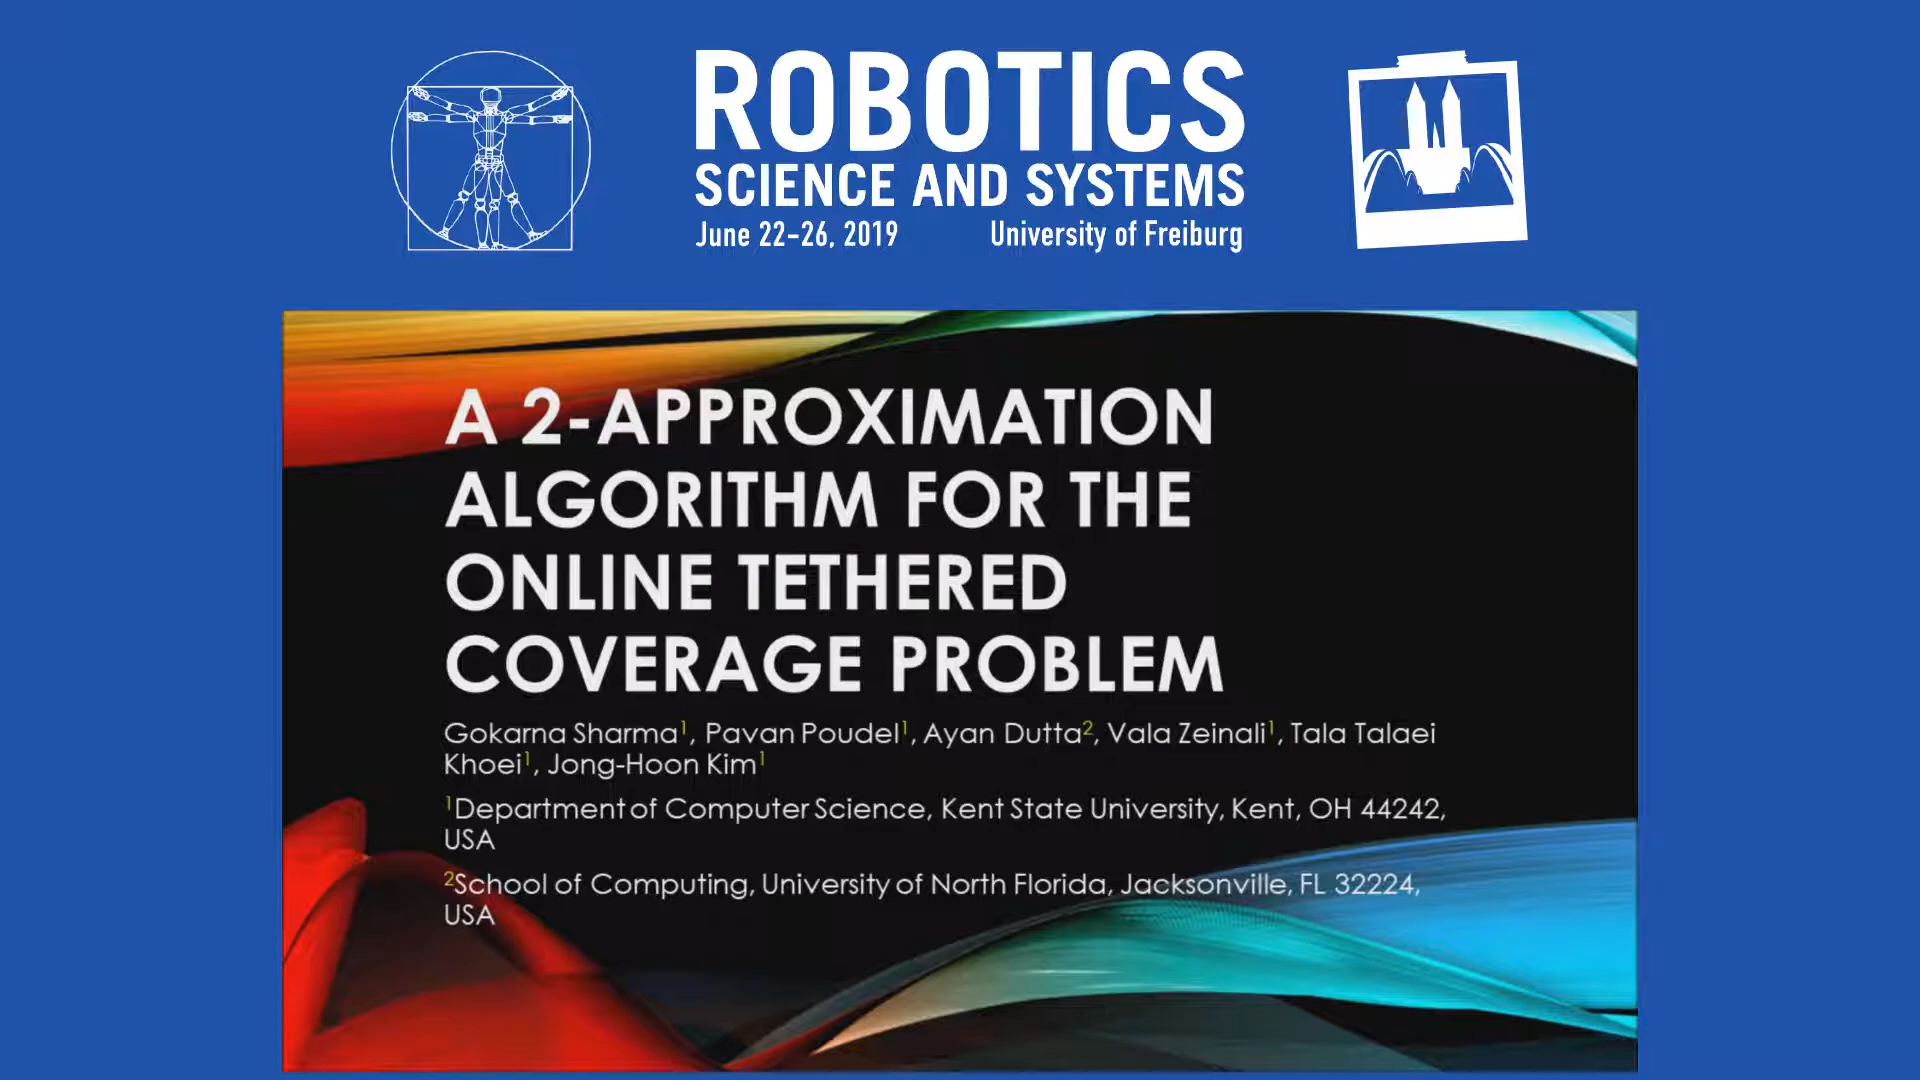 ROBOTICS
SCIENCE AND SYSTEMS
June 22-26, 2019 University of Freiburg
A 2-APPROXIMATION
ALGORITHM FOR THE
ONLINE TETHERED
COVERAGE PROBLEM
Gokarna Sharma¹, Pavan Poudel¹, Ayan Dutta², Vala Zeinali¹, Tala Talaei
Khoei¹, Jong-Hoon Kim¹
¹Department of Computer Science, Kent State University, Kent, OH 44242,
USA
²School of Computing, University of North Florida, Jacksonville, FL 32224,
USA